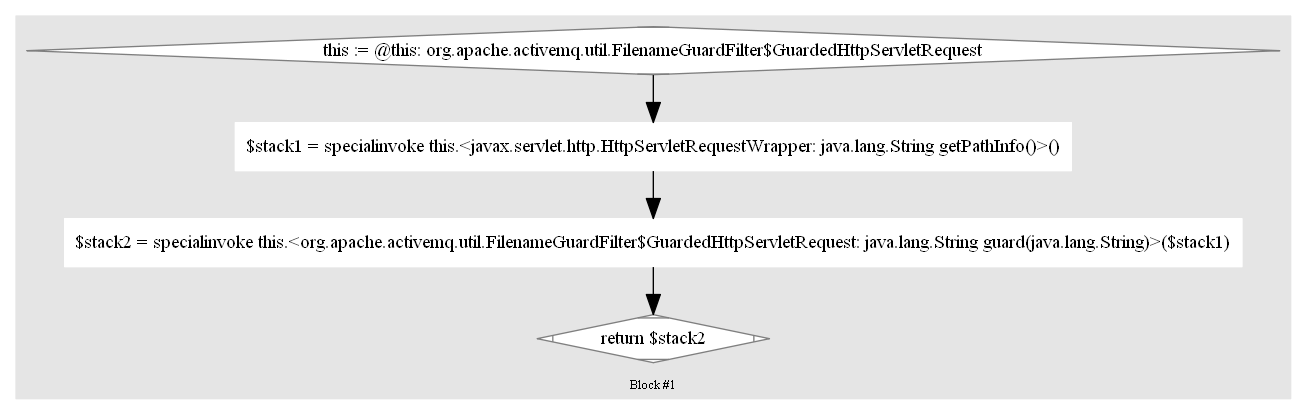 this := @this: org.apache.activemq.util.FilenameGuardFilter$GuardedHttpServletRequest
$stack1 = specialinvoke this.<javax.servlet.http.HttpServletRequestWrapper: java.lang.String getPathInfo()>()
$stack2 = specialinvoke this.<org.apache.activemq.util.FilenameGuardFilter$GuardedHttpServletRequest: java.lang.String guard(java.lang.String)>($stack1)
return $stack2
Block #1